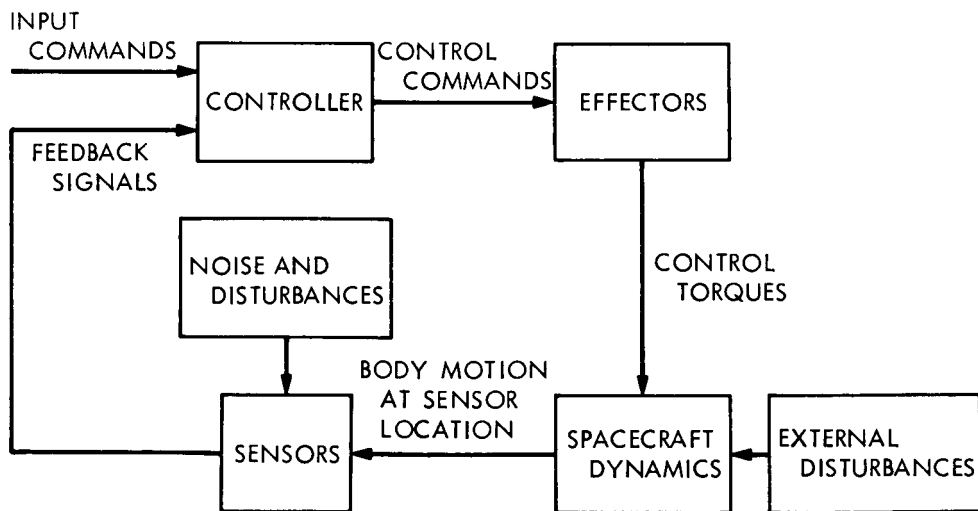 INPUT
COMMANDS
CONTROLLER
CONTROL
COMMANDS
EFFECTORS
FEEDBACK
SIGNALS
NOISE AND
DISTURBANCES
CONTROL
TORQUES
BODY MOTION
AT SENSOR
LOCATION
SENSORS
SPACECRAFT
DYNAMICS
EXTERNAL
DISTURBANCES